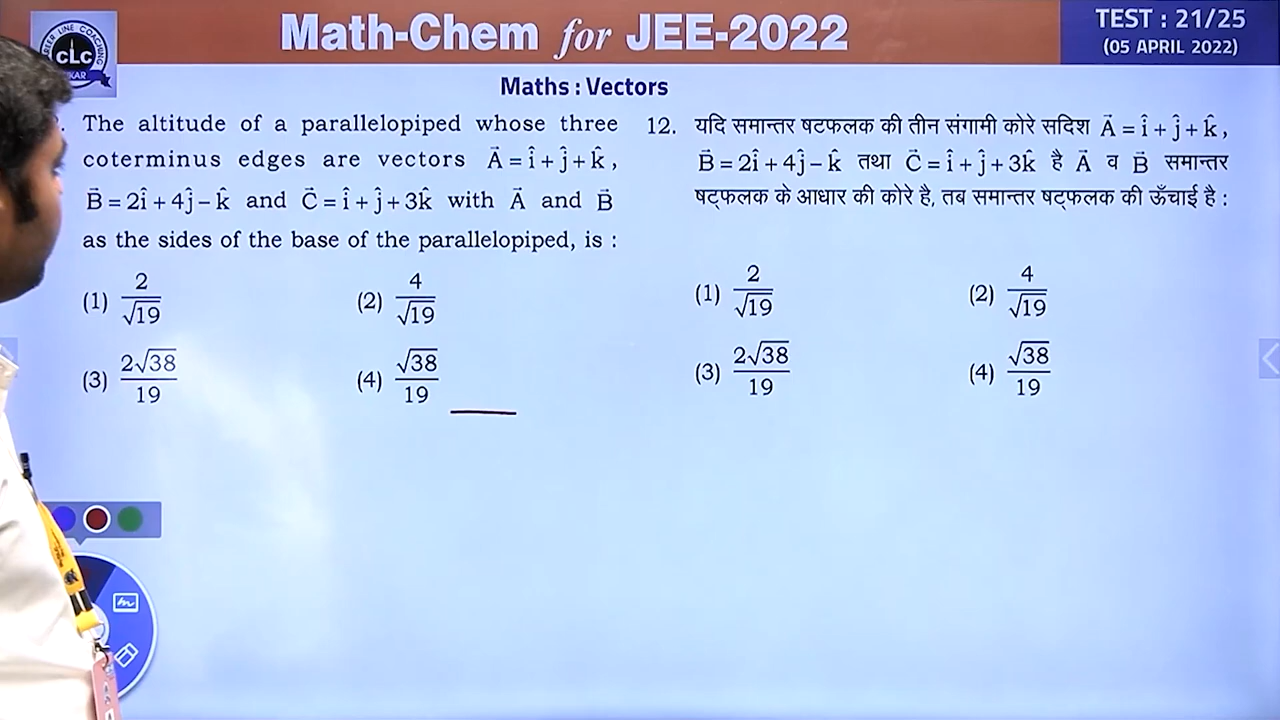 Math-Chem for JEE-2022
TEST : 21/25
(05 APRIL 2022)
CLC
Maths : Vectors
The altitude of a parallelopiped whose three
coterminus edges are vectors A⃗ = î + ĵ + k̂ ,
B⃗ = 2î + 4ĵ – k̂ and C⃗ = î + ĵ + 3k̂ with A⃗ and B⃗
as the sides of the base of the parallelopiped, is :
(1) 2/√19
(2) 4/√19
(3) 2√38/19
(4) √38/19
12. यदि समान्तर षटफलक की तीन संगामी कोरे सदिश A⃗ = î + ĵ + k̂ ,
B⃗ = 2î + 4ĵ – k̂ तथा C⃗ = î + ĵ + 3k̂ है A⃗ व B⃗ समान्तर
षट्फलक के आधार की कोरे है, तब समान्तर षट्फलक की ऊँचाई है :
(1) 2/√19
(2) 4/√19
(3) 2√38/19
(4) √38/19